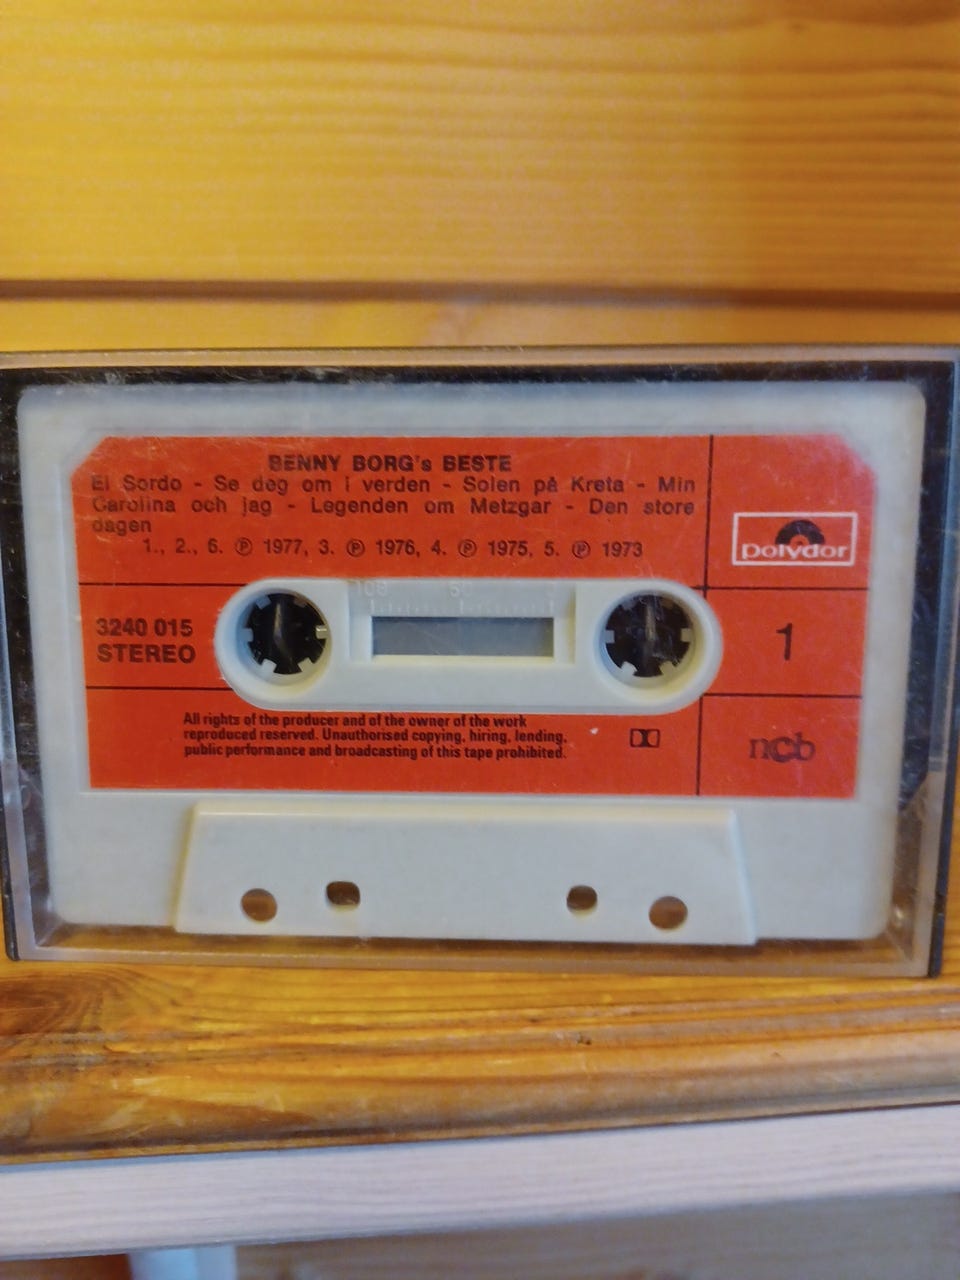 BENNY BORG's BESTE
El Sordo - Se deg om i verden - Solen på Kreta - Min
Carolina och jag - Legenden om Metzgar - Den store
dagen
1., 2., 6. ℗ 1977, 3. ℗ 1976, 4. ℗ 1975, 5. ℗ 1973
polydor
100 50
3240 015
STEREO
1
All rights of the producer and of the owner of the work
reproduced reserved. Unauthorised copying, hiring, lending,
public performance and broadcasting of this tape prohibited.
ncb